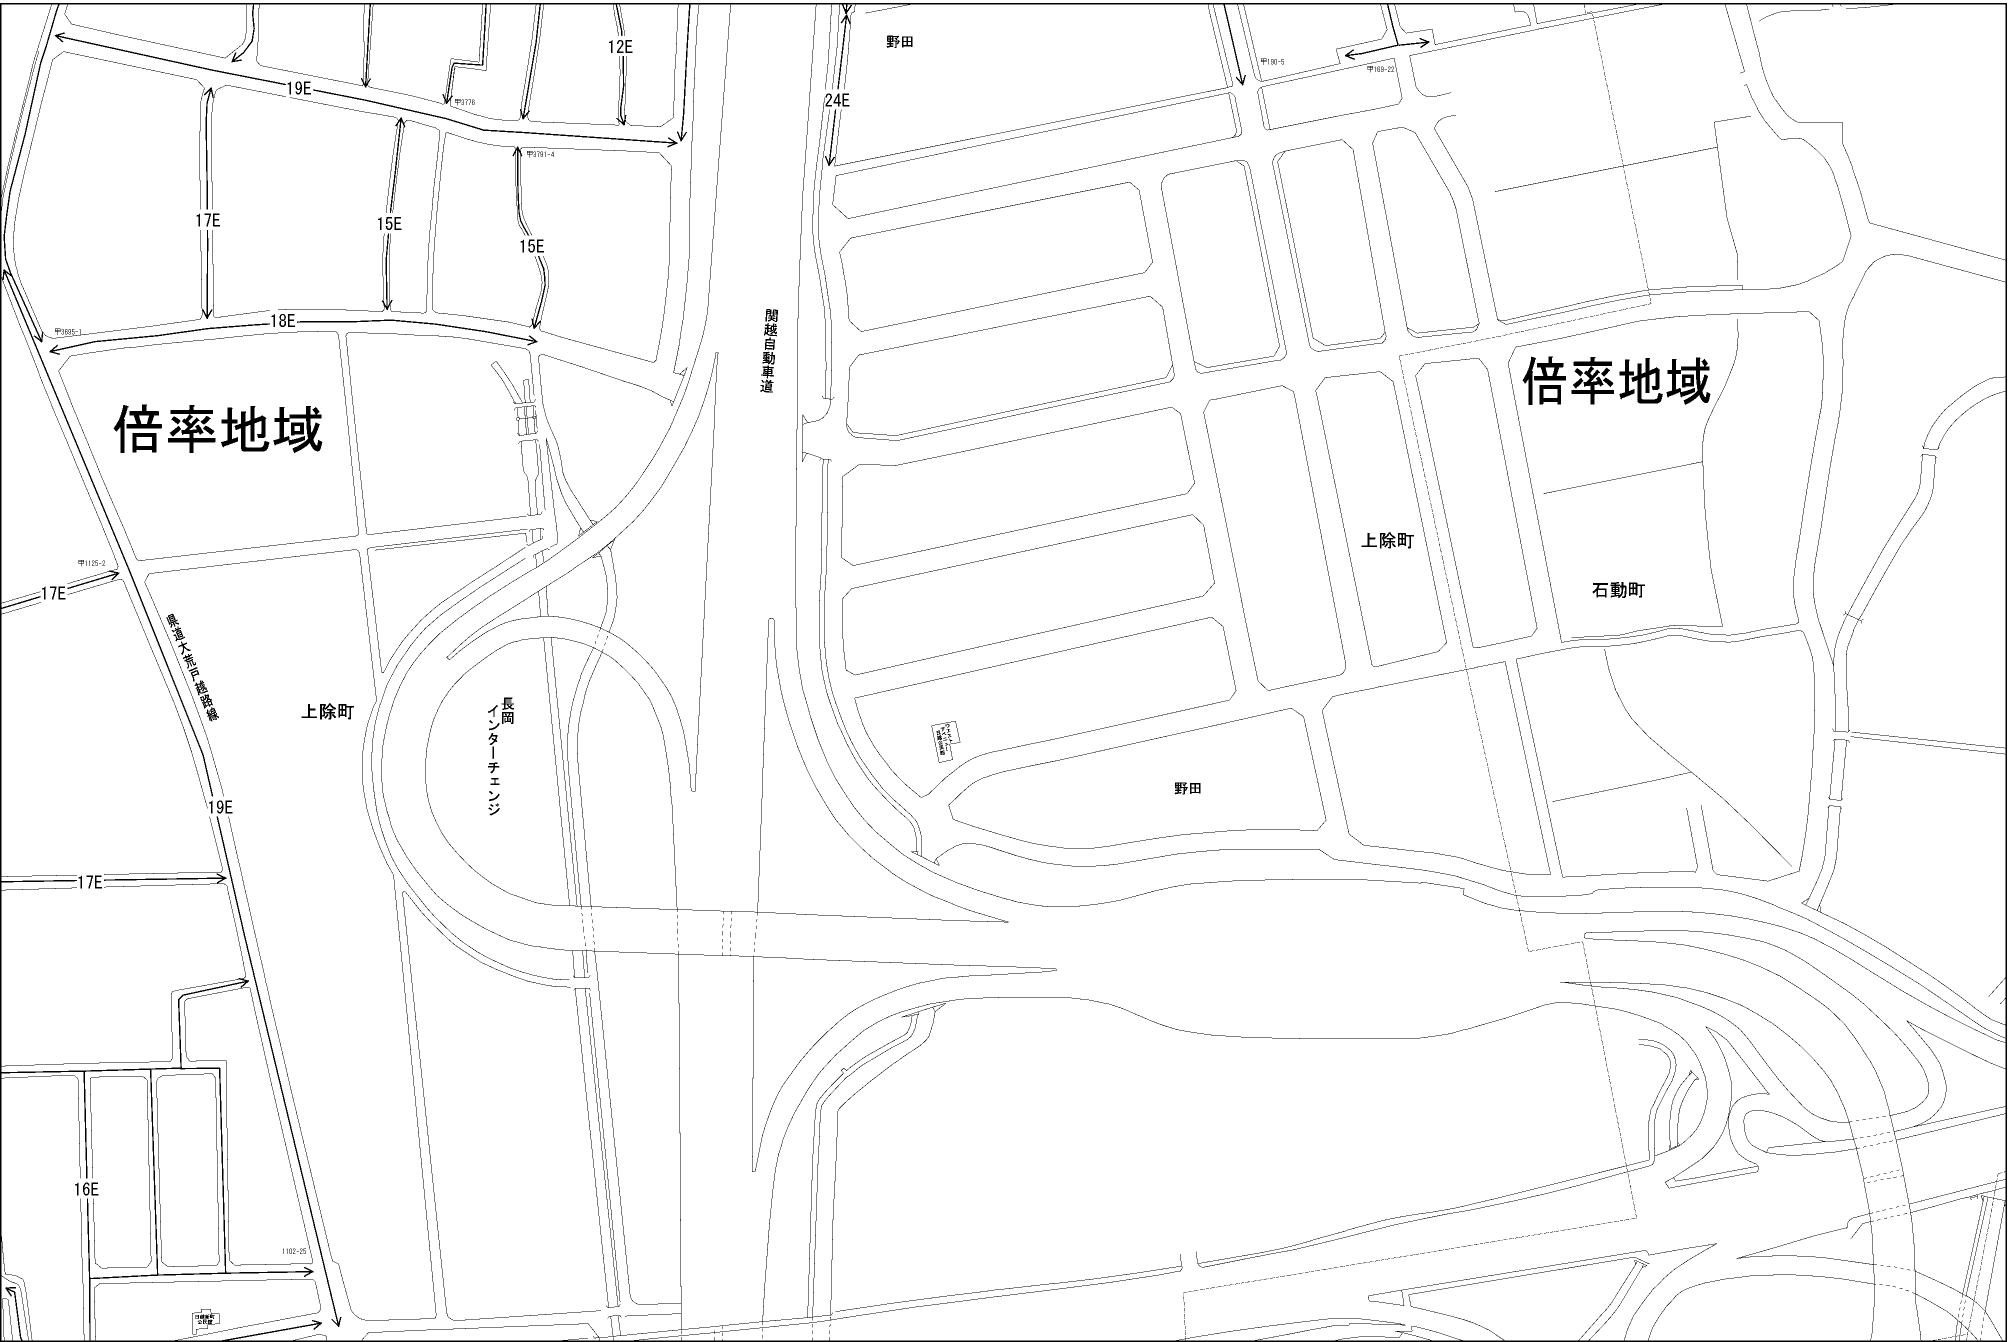 12E
野田
甲190-5
甲169-22
19E
甲3776
24E
甲3791-4
17E
15E
15E
関越自動車道
甲3695-1
18E
倍率地域
倍率地域
上除町
甲1125-2
17E
石動町
県道大荒戸越路線
上除町
長岡
インターチェンジ
野田
19E
17E
16E
1102-25